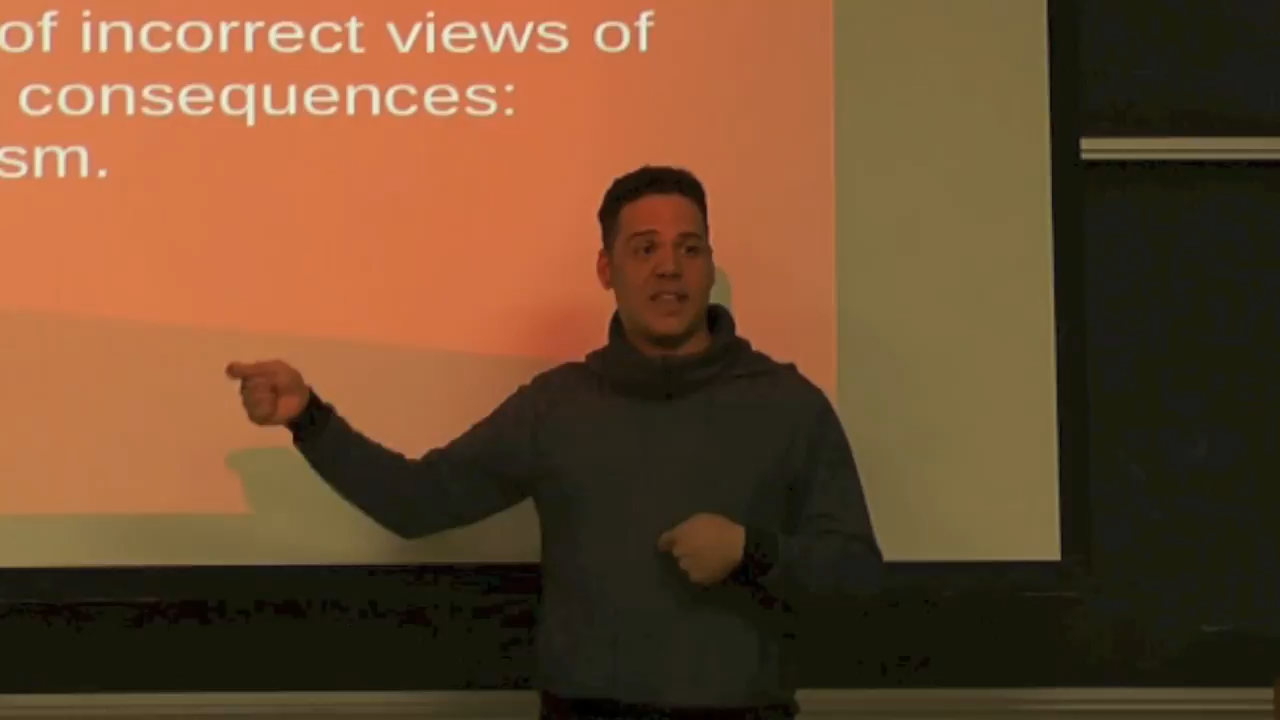 of incorrect views of
consequences:
sm.